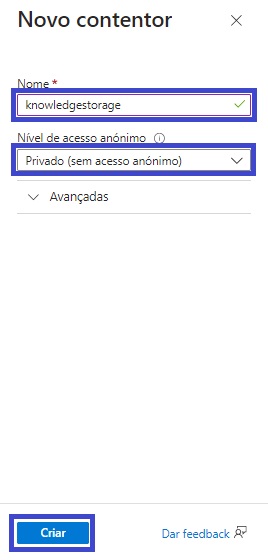 Novo contentor
Nome *
knowledgestorage
Nível de acesso anónimo
Privado (sem acesso anónimo)
Avançadas
Criar
Dar feedback